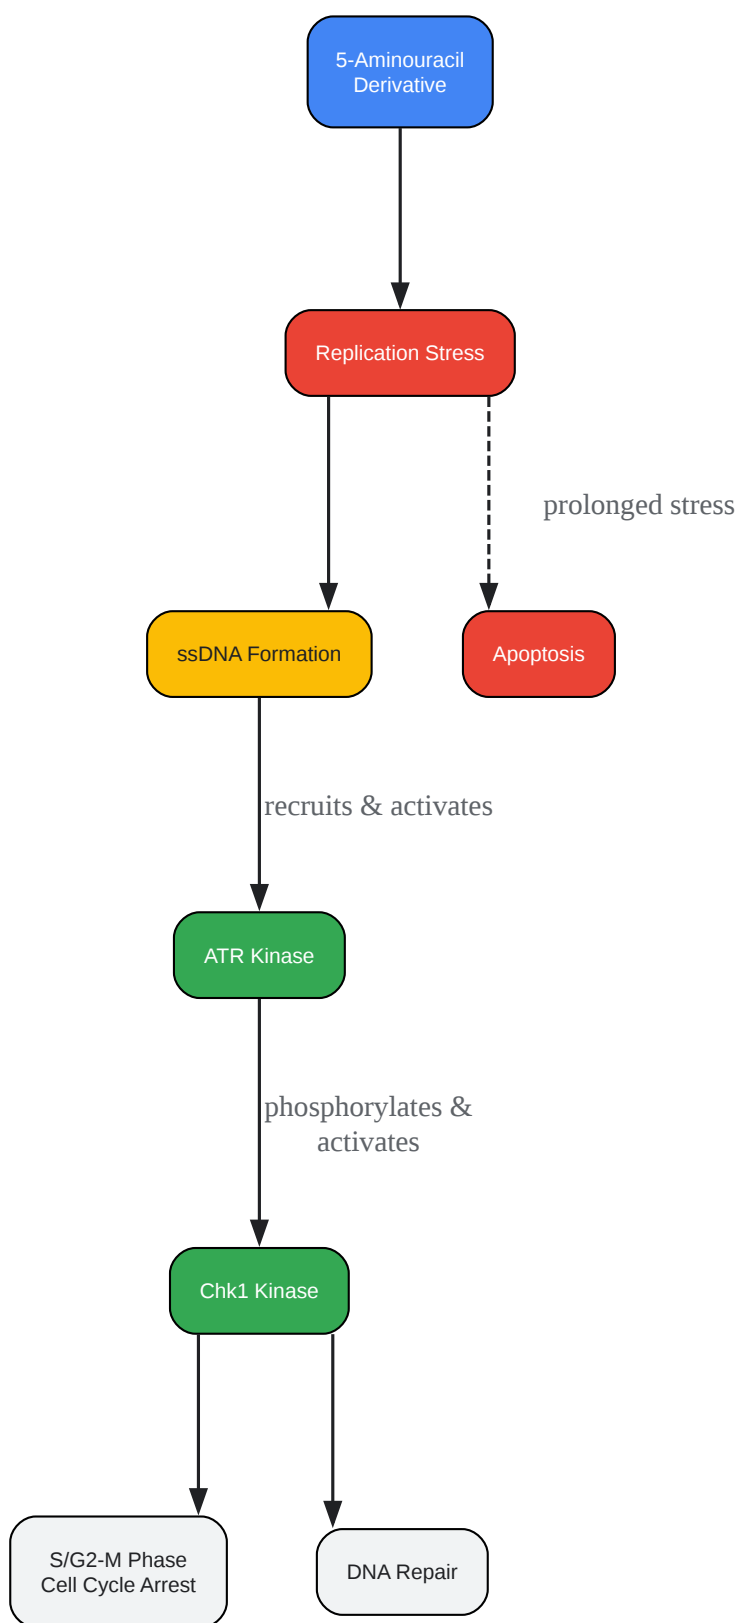 5-Aminouracil
Derivative
Replication Stress
prolonged stress
ssDNA Formation
Apoptosis
recruits & activates
ATR Kinase
phosphorylates &
activates
Chk1 Kinase
S/G2-M Phase
Cell Cycle Arrest
DNA Repair